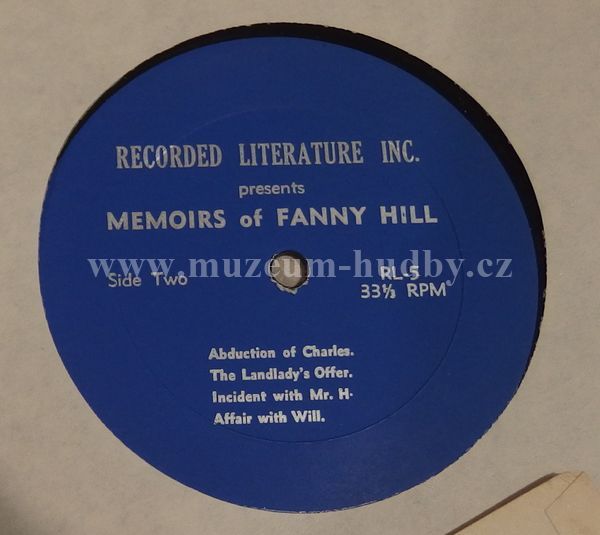 RECORDED LITERATURE INC.
presents
MEMOIRS of FANNY HILL
www.muzeum-hudby.cz
Side Two
RL-5
33⅓ RPM
Abduction of Charles.
The Landlady's Offer.
Incident with Mr. H.
Affair with Will.